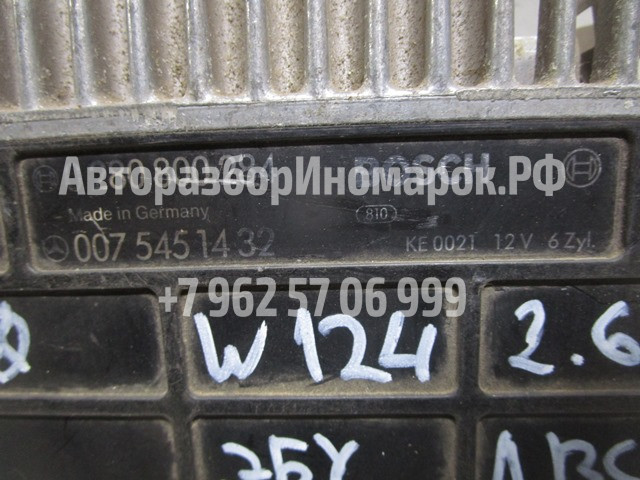 BOSCH
АвторазборИномарок.РФ
Made in Germany
810
007 545 14 32
KE 0021 12 V 6 Zyl.
+7 962 57 06 999
W124
2.6